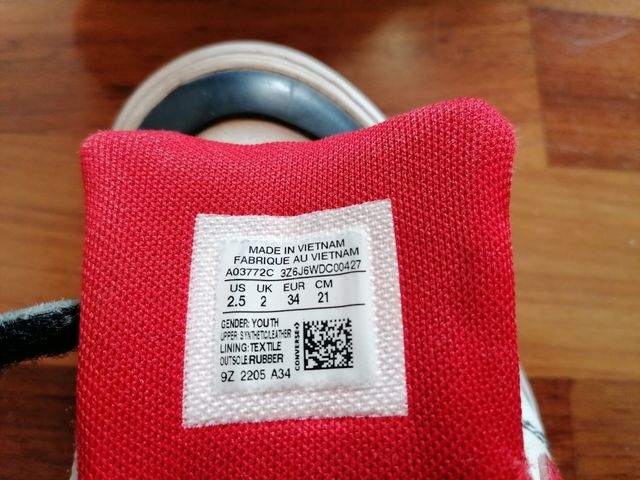 MADE IN VIETNAM
FABRIQUE AU VIETNAM
A03772C 3Z6J6WDC00427
US UK EUR CM
2.5 2 34 21
GENDER: YOUTH
UPPER: SYNTHETIC/LEATHER
LINING: TEXTILE
OUTSOLE:RUBBER
CONVERSE
9Z 2205 A34